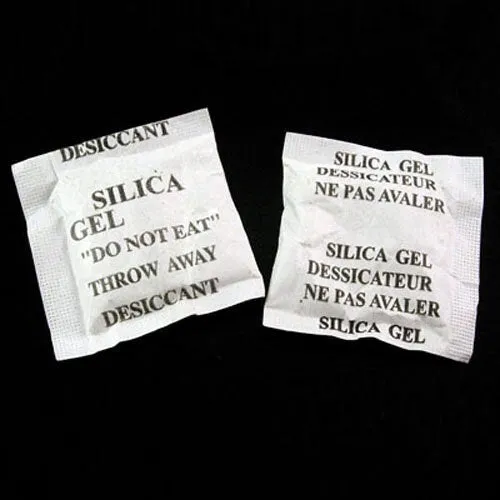 DESICCANT
SILICA
GEL
"DO NOT EAT"
THROW AWAY
DESICCANT
SILICA GEL
DESSICATEUR
NE PAS AVALER
SILICA GEL
DESSICATEUR
NE PAS AVALER
SILICA GEL